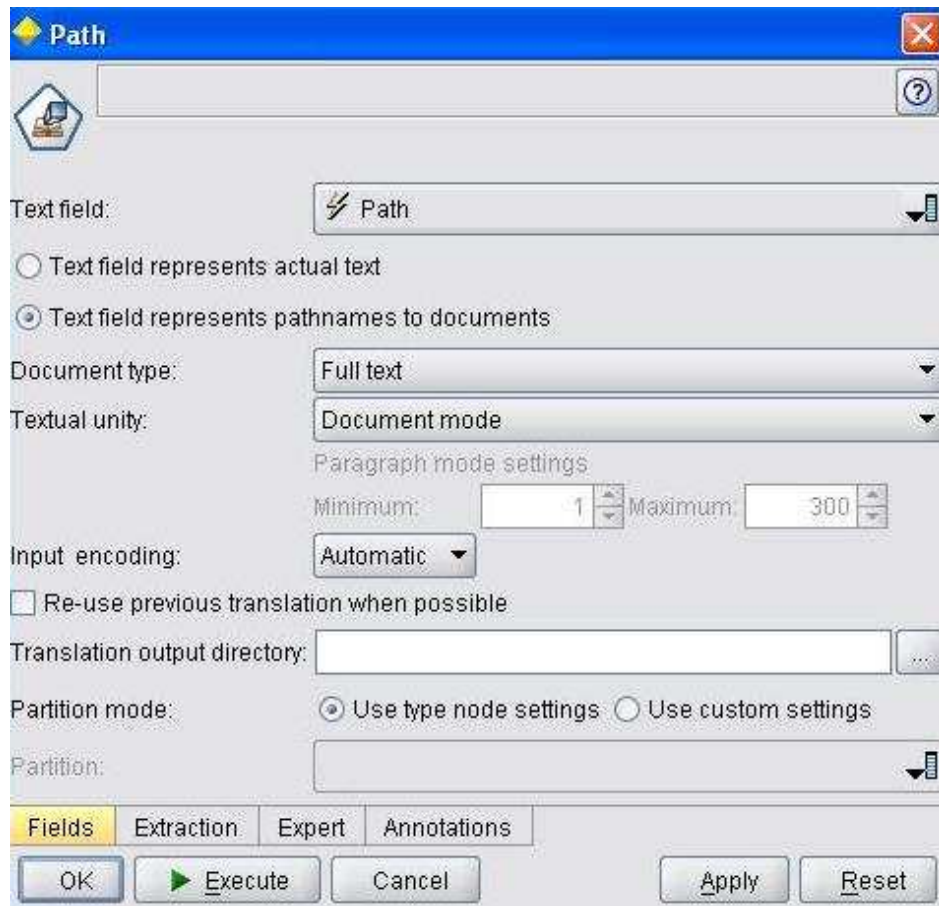 Path
?
Text field: Path
Text field represents actual text
Text field represents pathnames to documents
Document type: Full text
Textual unity: Document mode
Paragraph mode settings
Minimum: 1 Maximum: 300
Input encoding: Automatic
Re-use previous translation when possible
Translation output directory: ...
Partition mode: Use type node settings Use custom settings
Partition:
Fields Extraction Expert Annotations
OK Execute Cancel Apply Reset